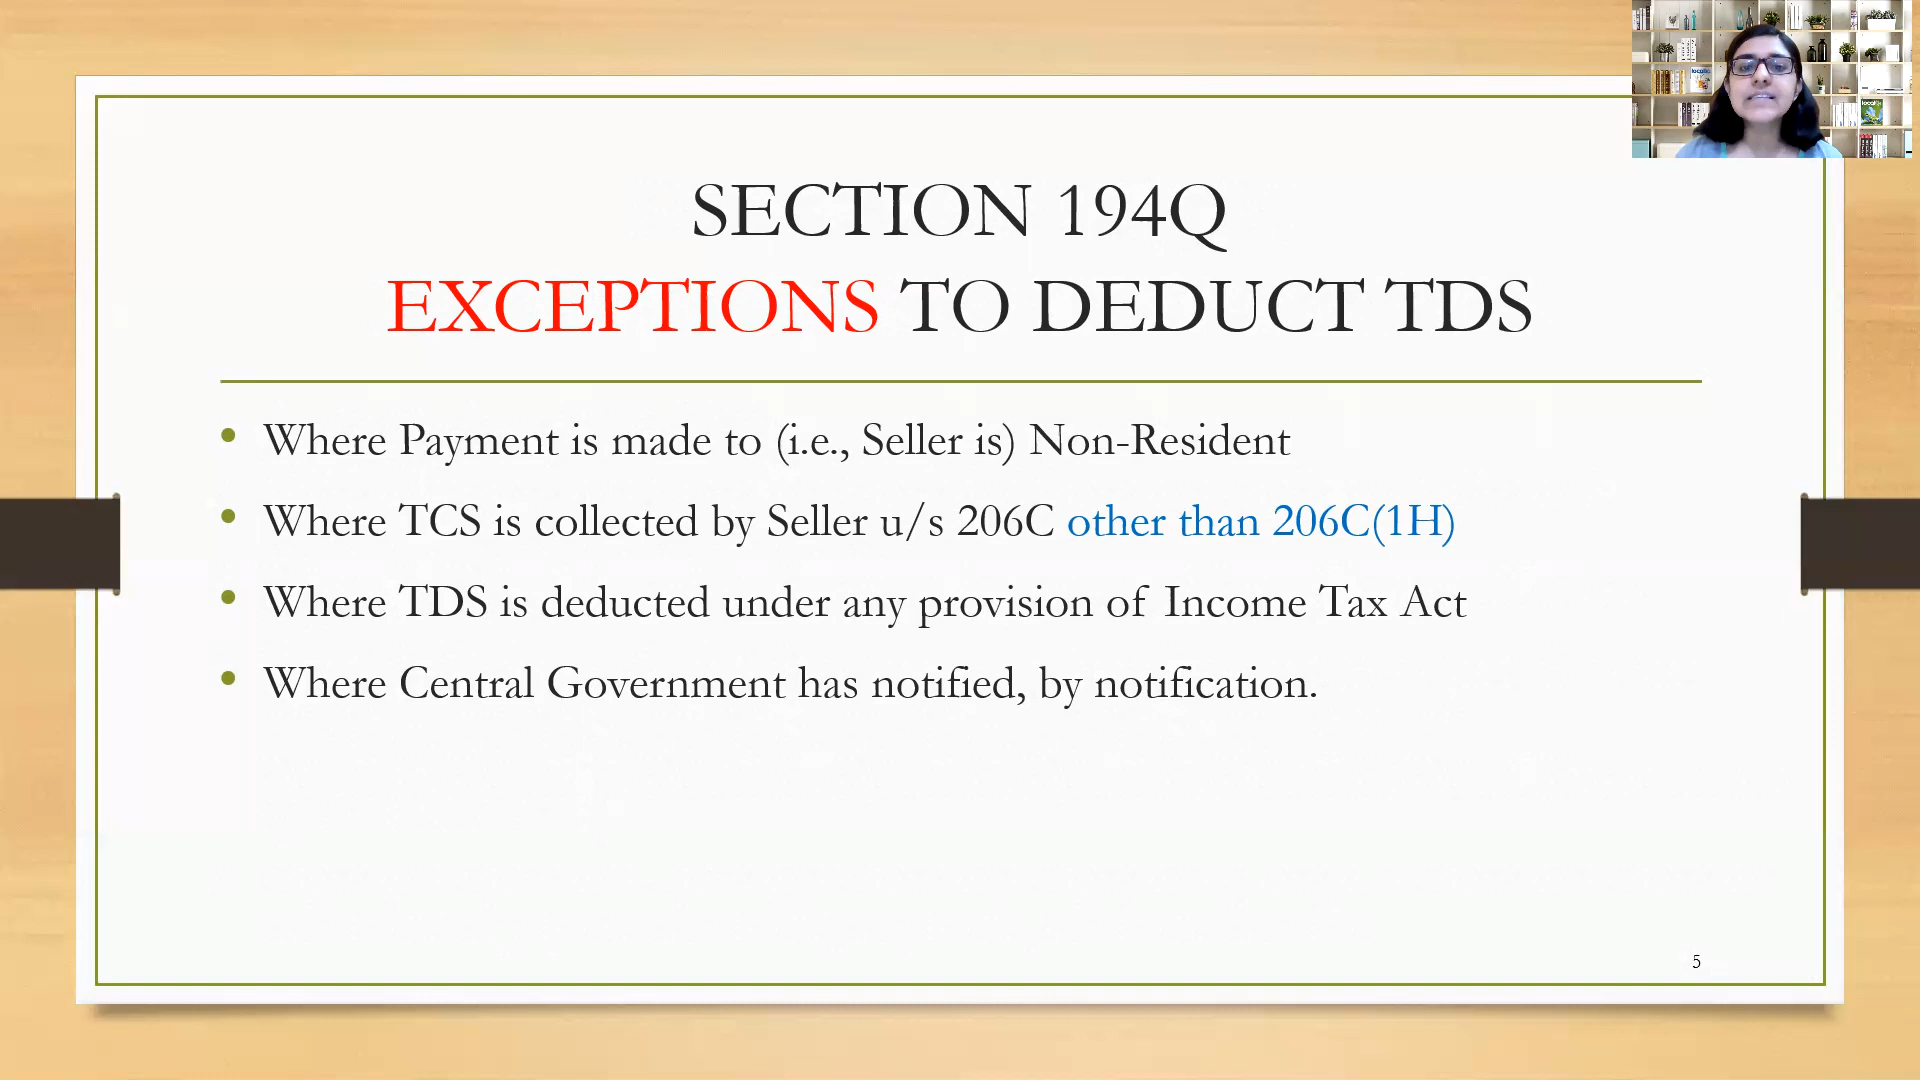 SECTION 194Q
EXCEPTIONS TO DEDUCT TDS
• Where Payment is made to (i.e., Seller is) Non-Resident
• Where TCS is collected by Seller u/s 206C other than 206C(1H)
• Where TDS is deducted under any provision of Income Tax Act
• Where Central Government has notified, by notification.
5